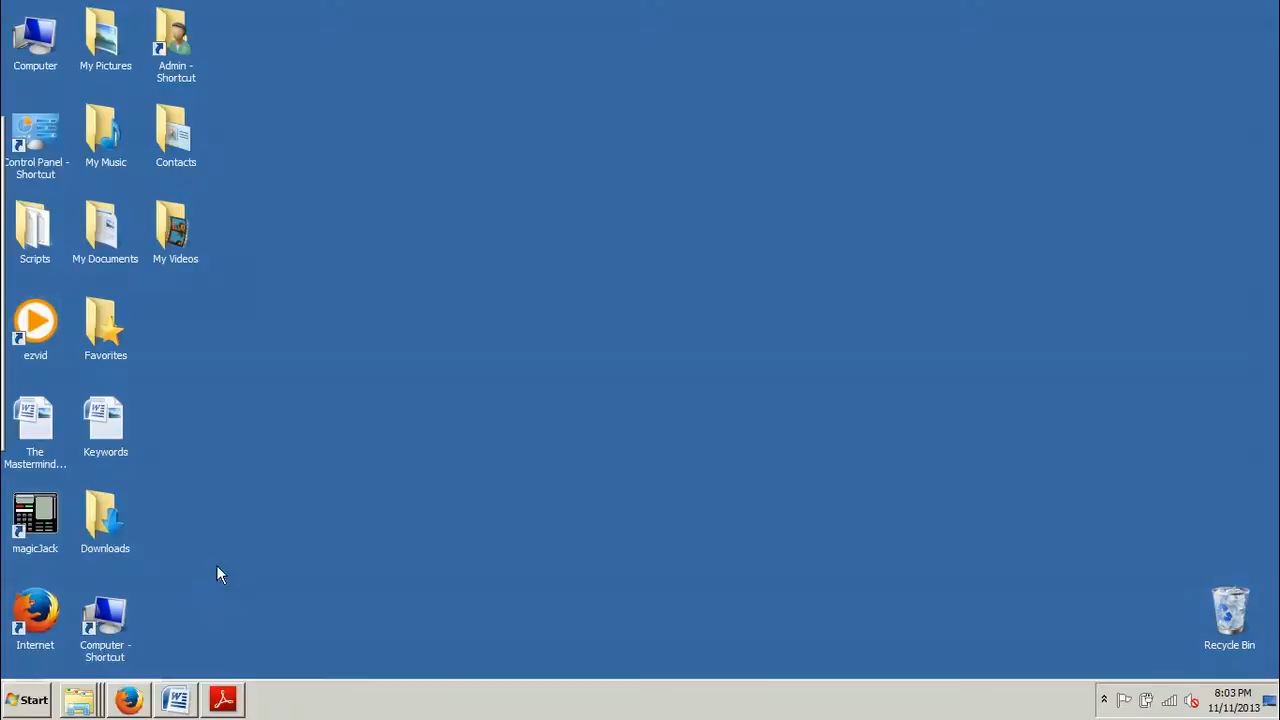 Computer
My Pictures
Admin -
Shortcut
Control Panel -
Shortcut
My Music
Contacts
Scripts
My Documents
My Videos
ezvid
Favorites
The
Mastermind...
Keywords
magicJack
Downloads
Internet
Computer -
Shortcut
Recycle Bin
Start
8:03 PM
11/11/2013